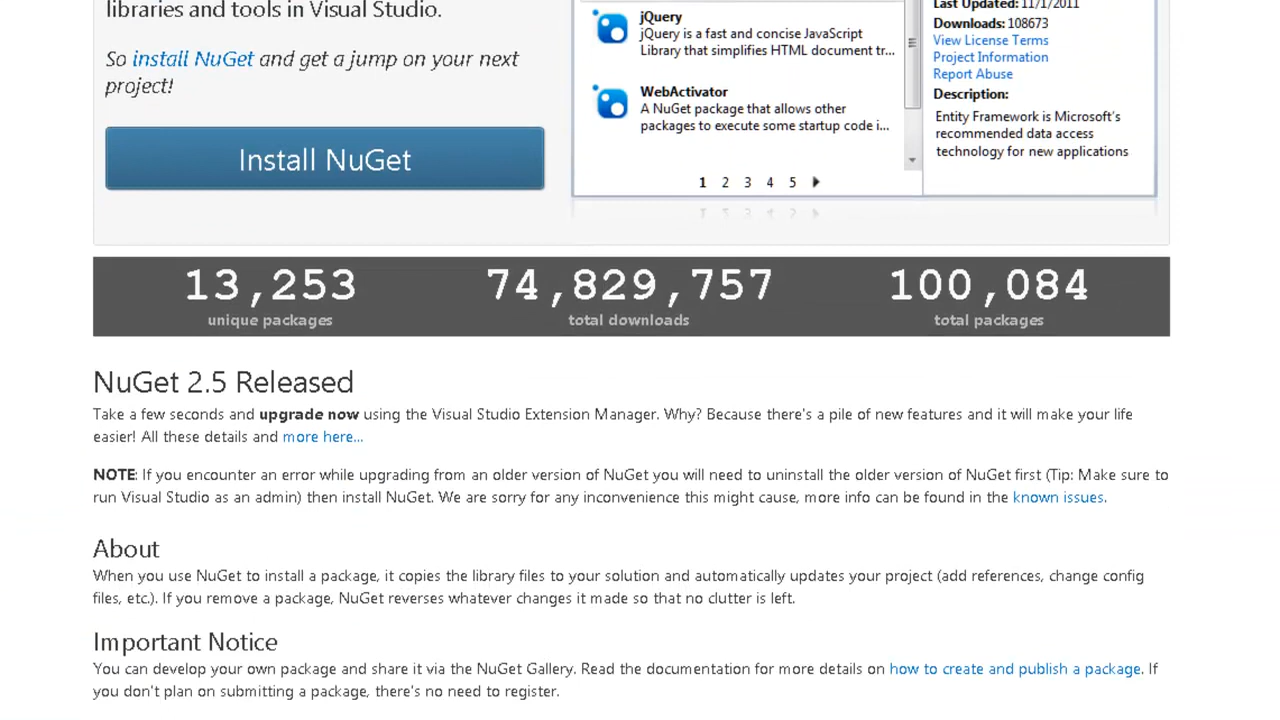 libraries and tools in Visual Studio.
So install NuGet and get a jump on your next
project!
Install NuGet
jQuery
jQuery is a fast and concise JavaScript
Library that simplifies HTML document tr...
WebActivator
A NuGet package that allows other
packages to execute some startup code i...
1 2 3 4 5
Last Updated: 11/1/2011
Downloads: 108673
View License Terms
Project Information
Report Abuse
Description:
Entity Framework is Microsoft's
recommended data access
technology for new applications
13,253 74,829,757 100,084
unique packages total downloads total packages
NuGet 2.5 Released
Take a few seconds and upgrade now using the Visual Studio Extension Manager. Why? Because there's a pile of new features and it will make your life
easier! All these details and more here...
NOTE: If you encounter an error while upgrading from an older version of NuGet you will need to uninstall the older version of NuGet first (Tip: Make sure to
run Visual Studio as an admin) then install NuGet. We are sorry for any inconvenience this might cause, more info can be found in the known issues.
About
When you use NuGet to install a package, it copies the library files to your solution and automatically updates your project (add references, change config
files, etc.). If you remove a package, NuGet reverses whatever changes it made so that no clutter is left.
Important Notice
You can develop your own package and share it via the NuGet Gallery. Read the documentation for more details on how to create and publish a package. If
you don't plan on submitting a package, there's no need to register.